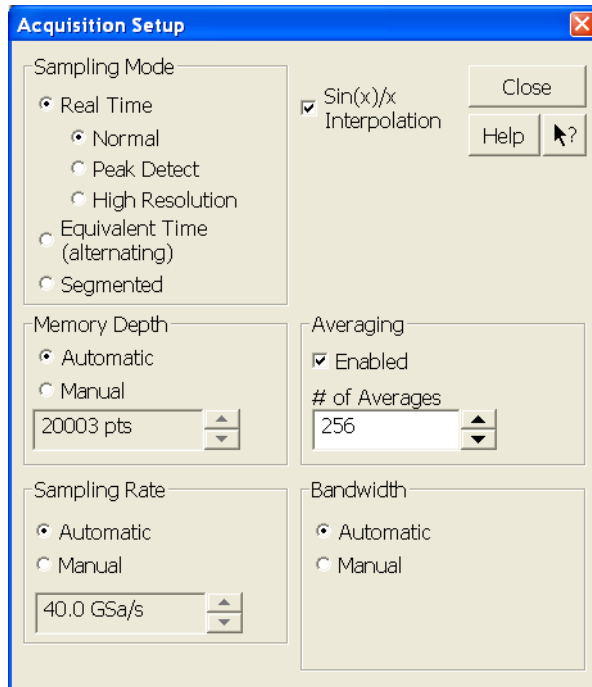 Acquisition Setup
Sampling Mode
Real Time
Normal
Peak Detect
High Resolution
Equivalent Time
(alternating)
Segmented
Sin(x)/x
Interpolation
Close
Help
?
Memory Depth
Automatic
Manual
20003 pts
Averaging
Enabled
# of Averages
256
Sampling Rate
Automatic
Manual
40.0 GSa/s
Bandwidth
Automatic
Manual